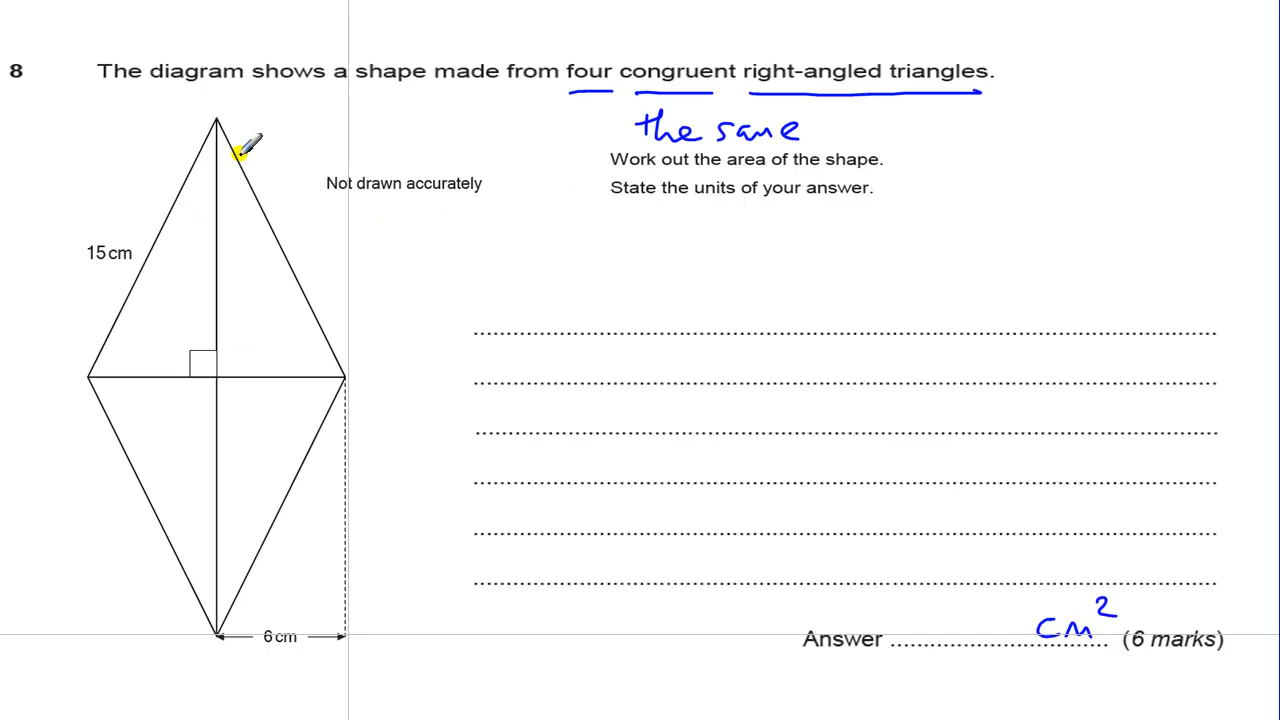 8 The diagram shows a shape made from four congruent right-angled triangles.
the same
Work out the area of the shape.
Not drawn accurately
State the units of your answer.
15 cm
6 cm
cm²
Answer .................................. (6 marks)